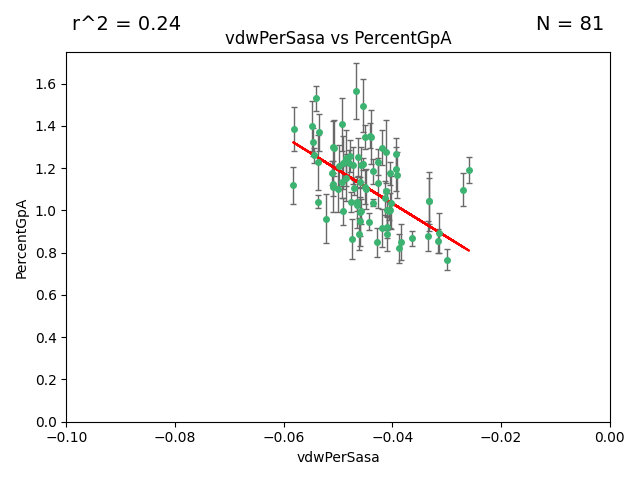 r^2 = 0.24
N = 81
vdwPerSasa vs PercentGpA
1.6
1.4
1.2
1.0
0.8
0.6
0.4
0.2
0.0
PercentGpA
−0.10 −0.08 −0.06 −0.04 −0.02 0.00
vdwPerSasa